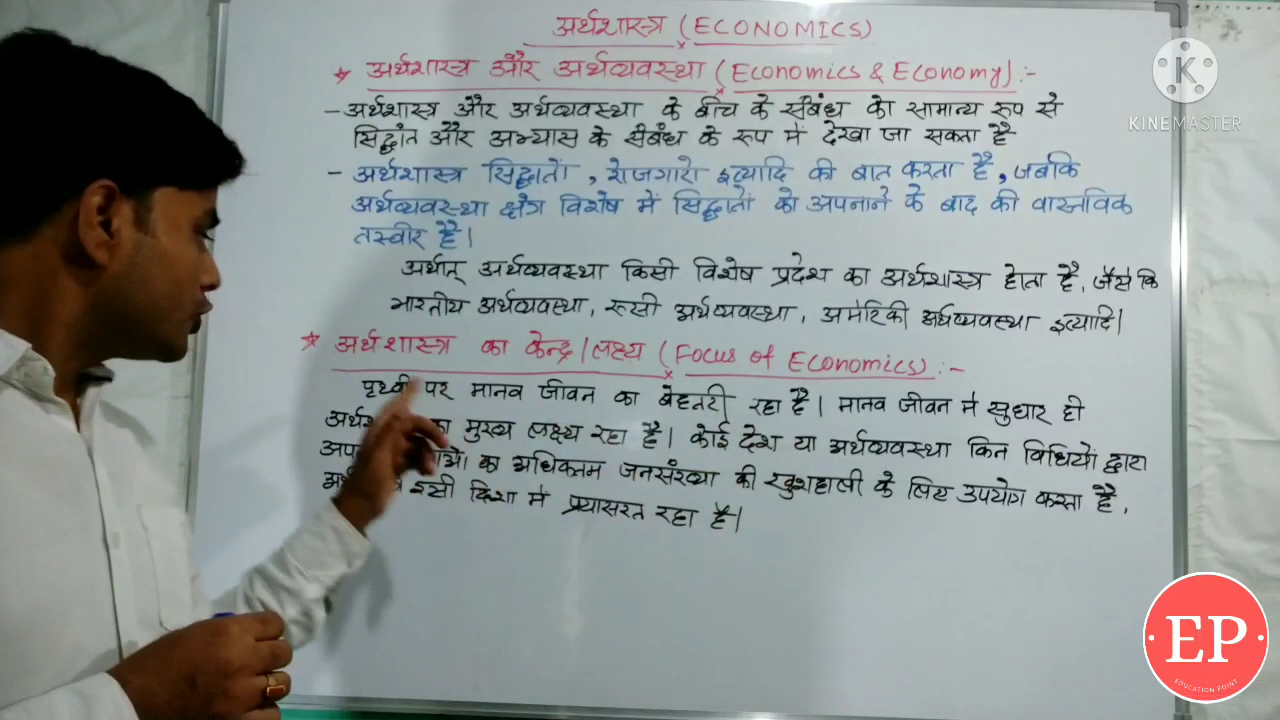 अर्थशास्त्र (ECONOMICS)
* अर्थशास्त्र और अर्थव्यवस्था (Economics & Economy) :-
- अर्थशास्त्र और अर्थव्यवस्था के बीच के संबंध को सामान्य रूप से
सिद्धांत और अभ्यास के संबंध के रूप में देखा जा सकता है
- अर्थशास्त्र सिद्धातों, रोजगारो इत्यादि की बात करता है, जबकि
अर्थव्यवस्था क्षेत्र विशेष में सिद्धातों को अपनाने के बाद की वास्तविक
तस्वीर है।
अर्थात् अर्थव्यवस्था किसी विशेष प्रदेश का अर्थशास्त्र होता है, जैसे कि
भारतीय अर्थव्यवस्था, रूसी अर्थव्यवस्था, अमेरिकी अर्थव्यवस्था इत्यादि।
* अर्थशास्त्र का केन्द्र/लक्ष्य (Focus of Economics) :-
पृथ्वी पर मानव जीवन का बेहतरी रहा है। मानव जीवन मे सुधार ही
मुख्य लक्ष्य रहा है। कोई देश या अर्थव्यवस्था किन विधियों द्वारा
का अधिकतम जनसंख्या की खुशहाली के लिए उपयोग करता है,
इसी दिशा मे प्रयासरत रहा है।
K
KINEMASTER
EP
EDUCATION POINT